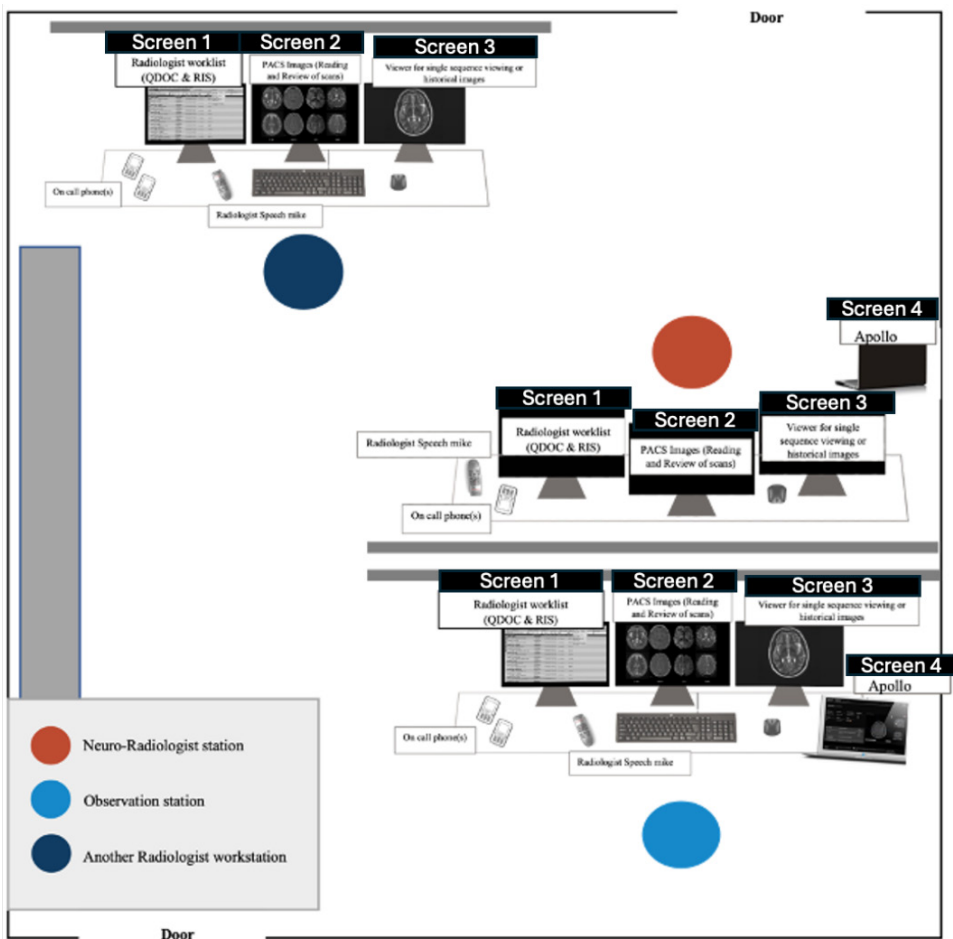 Door
Screen 1
Screen 2
Screen 3
Radiologist worklist
(QDOC & RIS)
PACS Images (Reading
and Review of scans)
Viewer for single sequence viewing or
historical images
On call phone(s)
Radiologist Speech mike
Screen 4
Apollo
Screen 1
Screen 2
Screen 3
Radiologist Speech mike
Radiologist worklist
(QDOC & RIS)
PACS Images (Reading
and Review of scans)
Viewer for single
sequence viewing or
historical images
On call phone(s)
Screen 1
Screen 2
Screen 3
Radiologist worklist
(QDOC & RIS)
PACS Images (Reading
and Review of scans)
Viewer for single sequence viewing or
historical images
Screen 4
Apollo
On call phone(s)
Radiologist Speech mike
Neuro-Radiologist station
Observation station
Another Radiologist workstation
Door